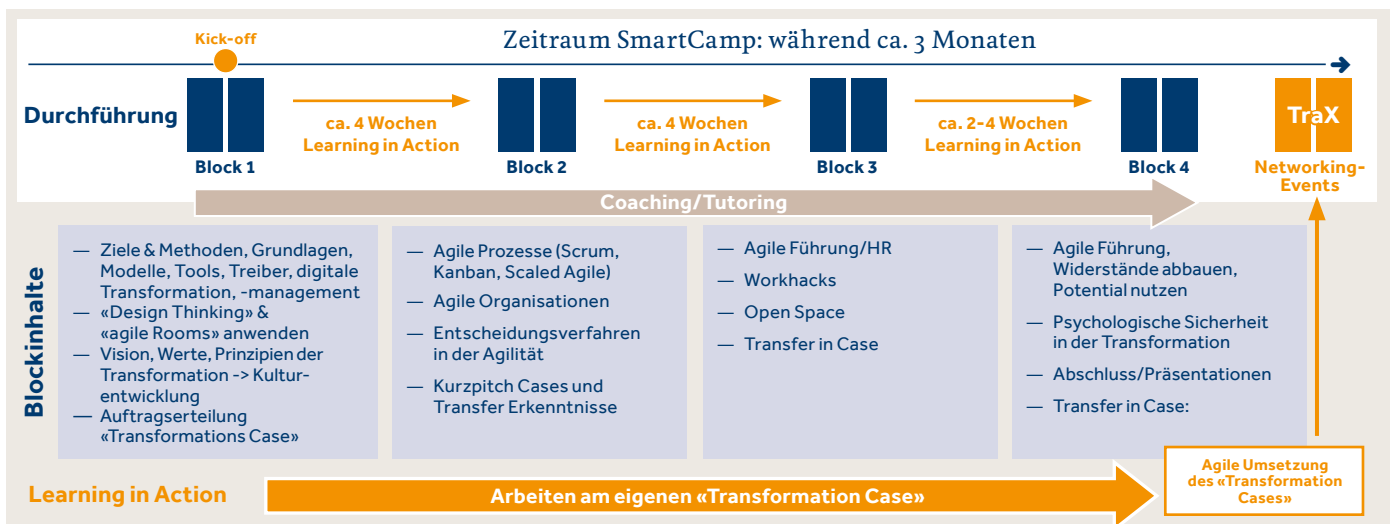 Kick-off
Zeitraum SmartCamp: während ca. 3 Monaten
Durchführung
ca. 4 Wochen
Learning in Action
ca. 4 Wochen
Learning in Action
ca. 2-4 Wochen
Learning in Action
TraX
Block 1
Block 2
Block 3
Block 4
Networking-
Events
Coaching/Tutoring
Blockinhalte
— Ziele & Methoden, Grundlagen,
Modelle, Tools, Treiber, digitale
Transformation, -management
— «Design Thinking» &
«agile Rooms» anwenden
— Vision, Werte, Prinzipien der
Transformation -> Kultur-
entwicklung
— Auftragserteilung
«Transformations Case»
— Agile Prozesse (Scrum,
Kanban, Scaled Agile)
— Agile Organisationen
— Entscheidungsverfahren
in der Agilität
— Kurzpitch Cases und
Transfer Erkenntnisse
— Agile Führung/HR
— Workhacks
— Open Space
— Transfer in Case
— Agile Führung,
Widerstände abbauen,
Potential nutzen
— Psychologische Sicherheit
in der Transformation
— Abschluss/Präsentationen
— Transfer in Case:
Learning in Action
Arbeiten am eigenen «Transformation Case»
Agile Umsetzung
des «Transformation
Cases»